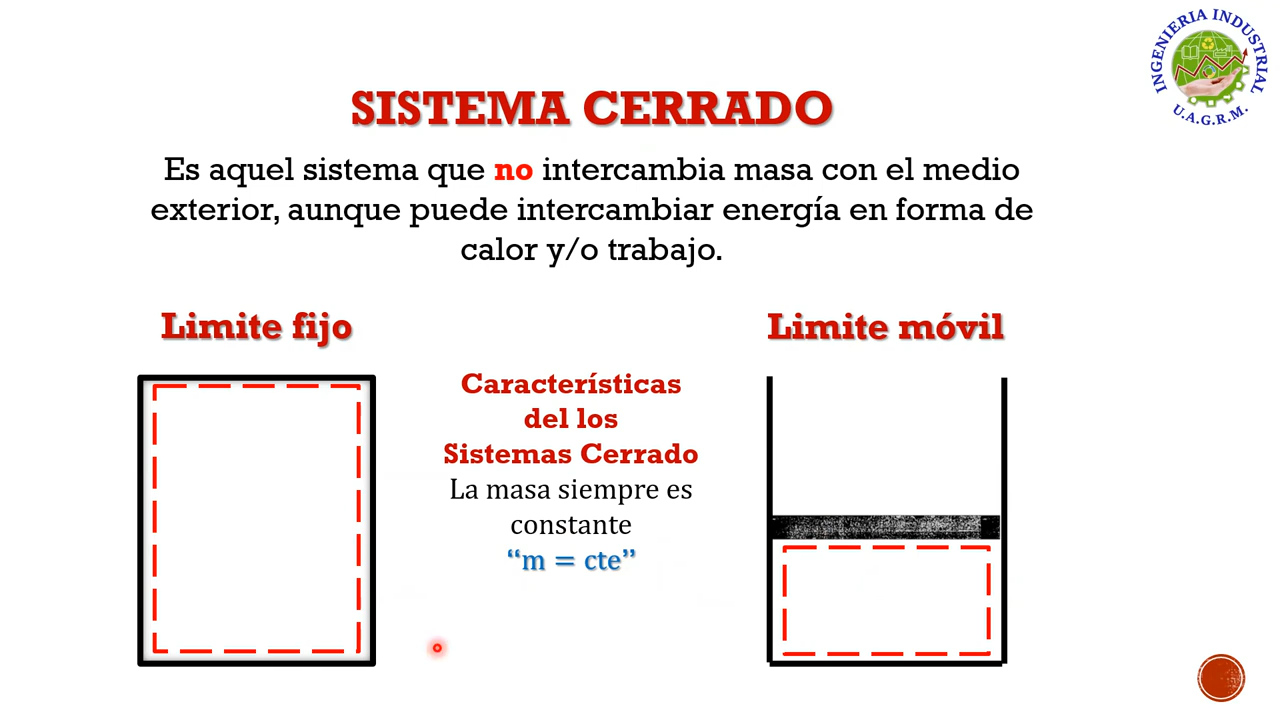 INGENIERIA INDUSTRIAL
U.A.G.R.M.
SISTEMA CERRADO
Es aquel sistema que no intercambia masa con el medio
exterior, aunque puede intercambiar energía en forma de
calor y/o trabajo.
Limite fijo
Características
del los
Sistemas Cerrado
La masa siempre es
constante
“m = cte”
Limite móvil